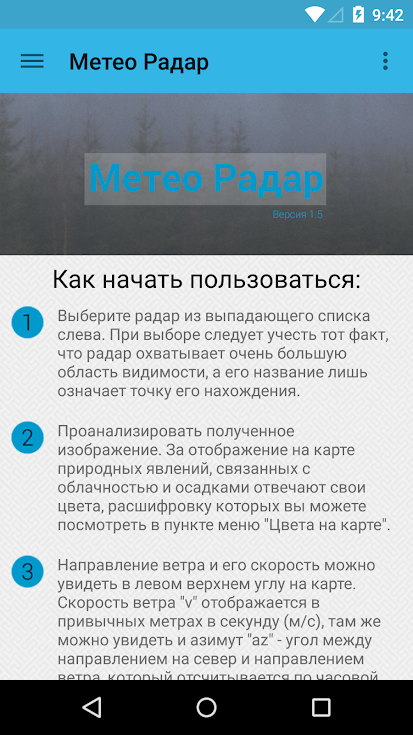 9:42
Метео Радар
Метео Радар
Версия 1.5
Как начать пользоваться:
1
Выберите радар из выпадающего списка
слева. При выборе следует учесть тот факт,
что радар охватывает очень большую
область видимости, а его название лишь
означает точку его нахождения.
2
Проанализировать полученное
изображение. За отображение на карте
природных явлений, связанных с
облачностью и осадками отвечают свои
цвета, расшифровку которых вы можете
посмотреть в пункте меню "Цвета на карте".
3
Направление ветра и его скорость можно
увидеть в левом верхнем углу на карте.
Скорость ветра "v" отображается в
привычных метрах в секунду (м/с), там же
можно увидеть и азимут "az" - угол между
направлением на север и направлением
ветра, который отсчитывается по часовой